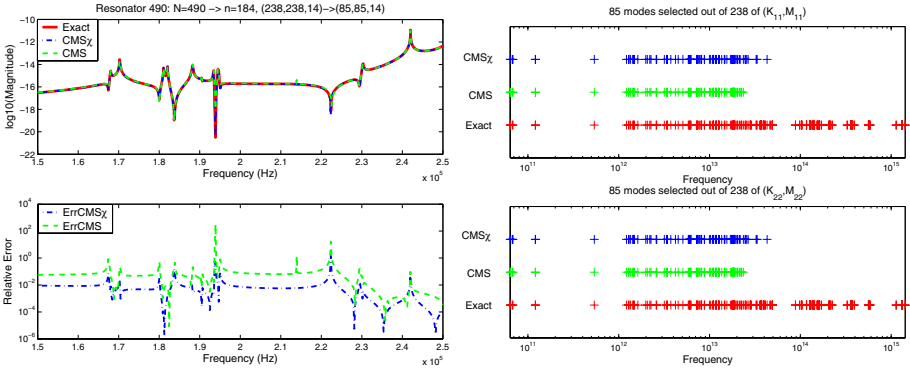 Resonator 490: N=490 -> n=184, (238,238,14)->(85,85,14)
Exact
CMSχ
CMS
log10(Magnitude)
−10
−12
−14
−16
−18
−20
−22
1.5 1.6 1.7 1.8 1.9 2 2.1 2.2 2.3 2.4 2.5
Frequency (Hz)
x 10^5
ErrCMSχ
ErrCMS
Relative Error
10^4
10^2
10^0
10^−2
10^−4
10^−6
1.5 1.6 1.7 1.8 1.9 2 2.1 2.2 2.3 2.4 2.5
Frequency (Hz)
x 10^5
85 modes selected out of 238 of (K_11,M_11)
CMSχ
CMS
Exact
10^11 10^12 10^13 10^14 10^15
Frequency
85 modes selected out of 238 of (K_22,M_22)
CMSχ
CMS
Exact
10^11 10^12 10^13 10^14 10^15
Frequency